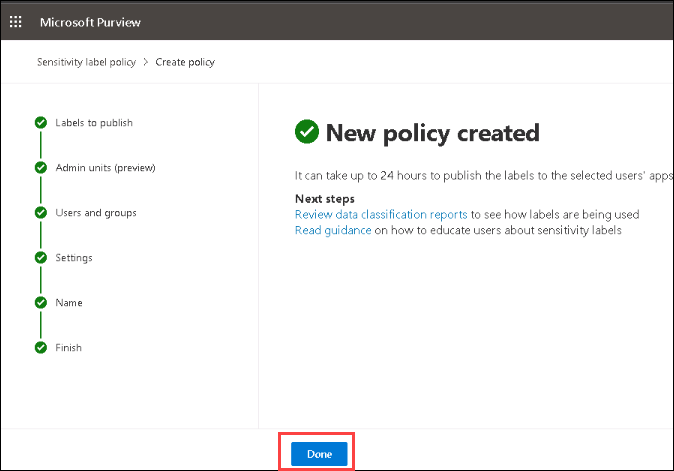 Microsoft Purview
Sensitivity label policy > Create policy
Labels to publish
Admin units (preview)
Users and groups
Settings
Name
Finish
New policy created
It can take up to 24 hours to publish the labels to the selected users' apps
Next steps
Review data classification reports to see how labels are being used
Read guidance on how to educate users about sensitivity labels
Done